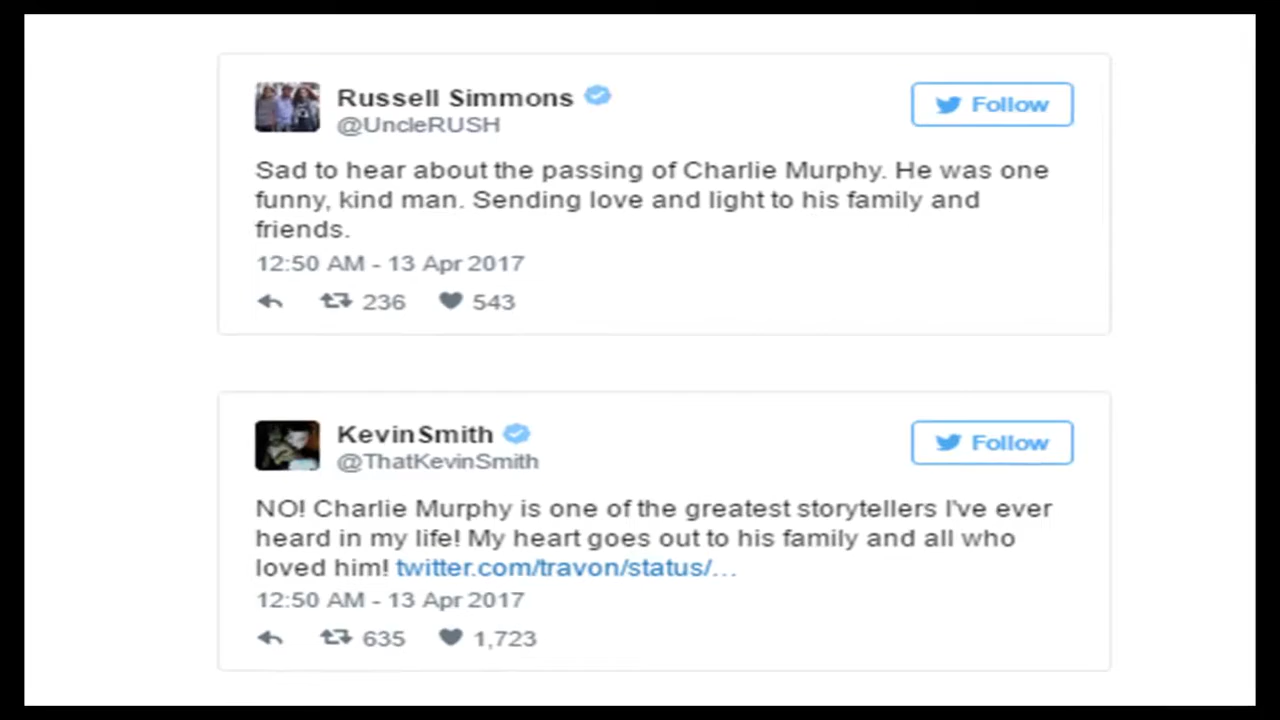 Russell Simmons
@UncleRUSH
Follow
Sad to hear about the passing of Charlie Murphy. He was one
funny, kind man. Sending love and light to his family and
friends.
12:50 AM - 13 Apr 2017
236 543
KevinSmith
@ThatKevinSmith
Follow
NO! Charlie Murphy is one of the greatest storytellers I've ever
heard in my life! My heart goes out to his family and all who
loved him! twitter.com/travon/status/...
12:50 AM - 13 Apr 2017
635 1,723